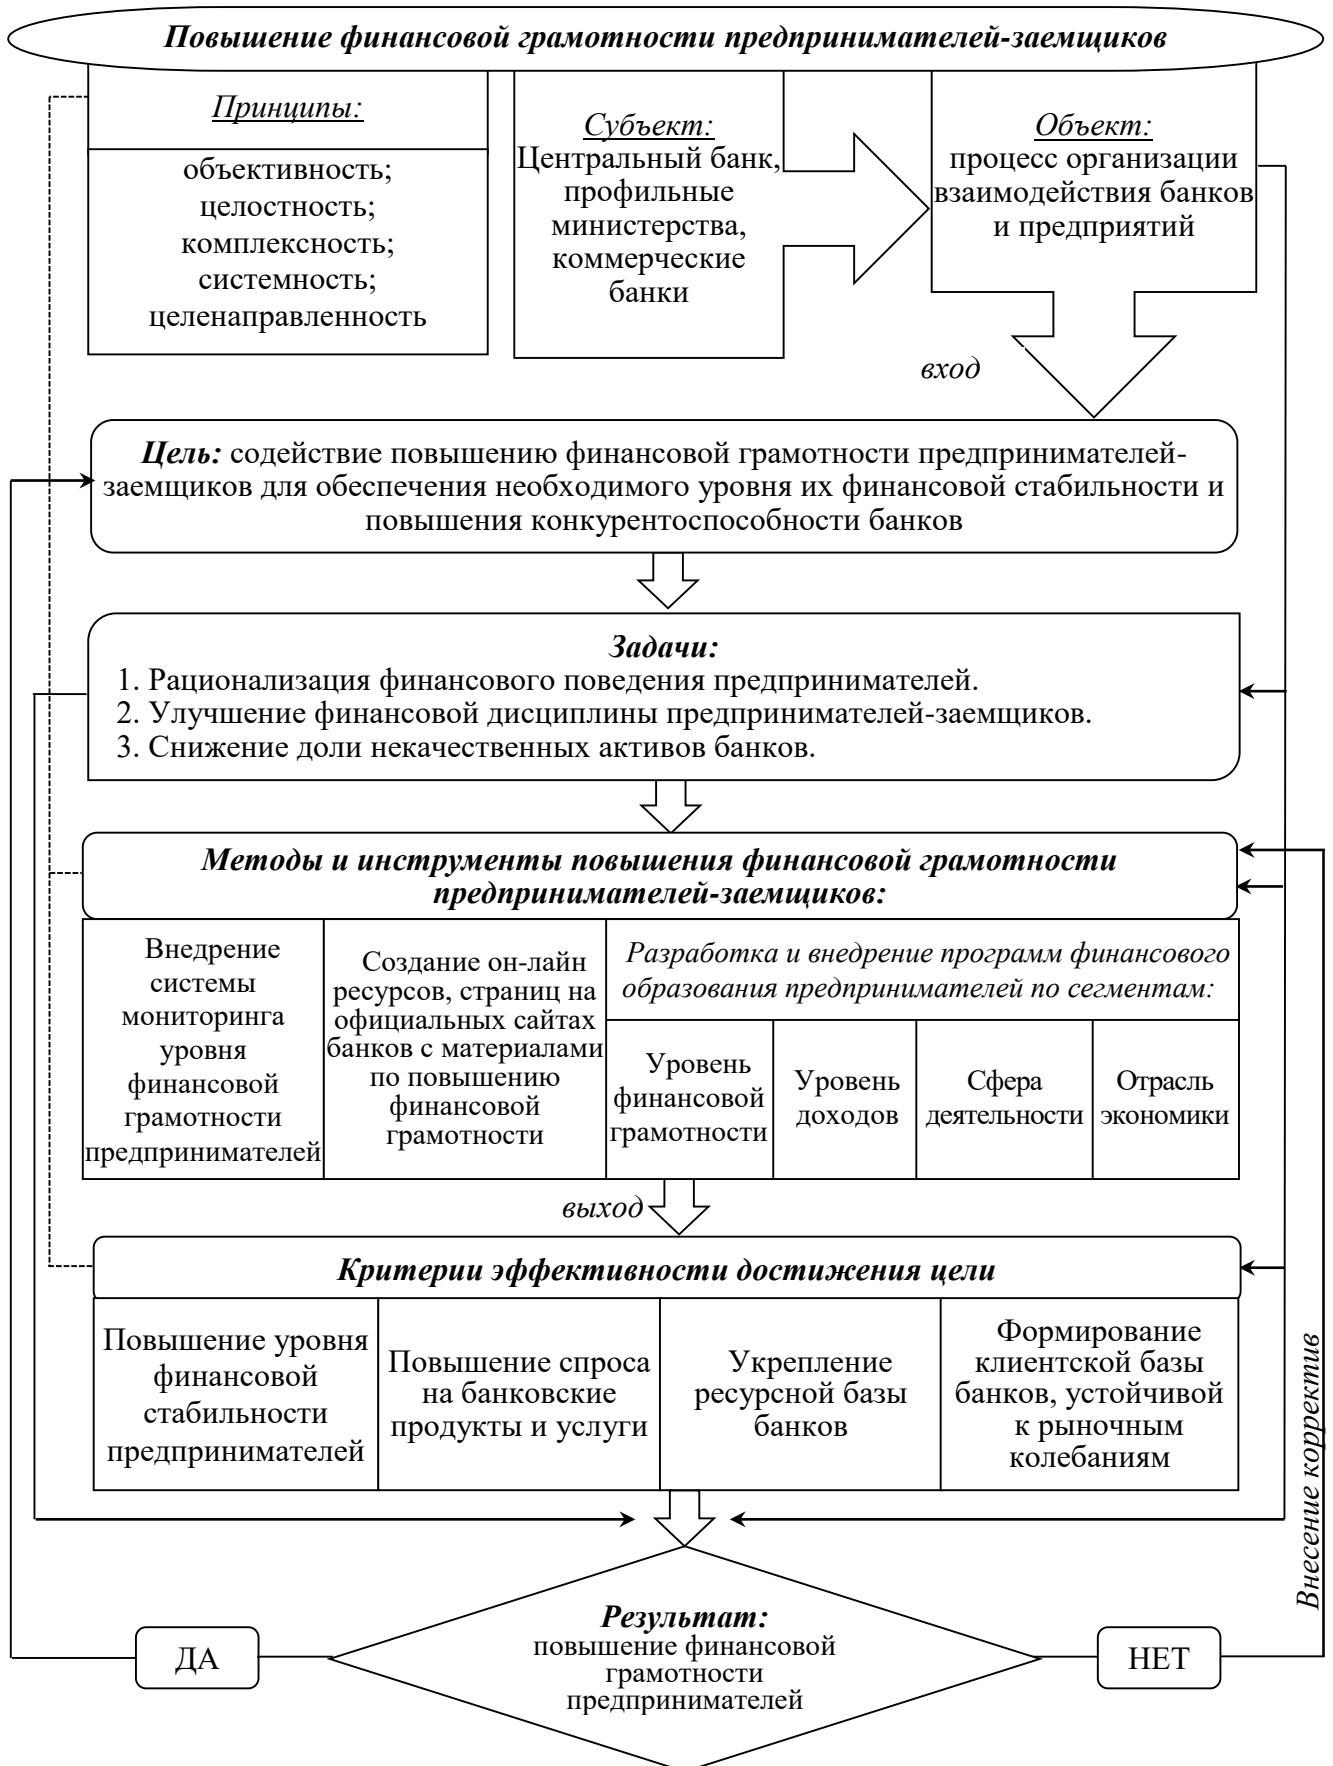 Повышение финансовой грамотности предпринимателей-заемщиков
Принципы:
объективность;
целостность;
комплексность;
системность;
целенаправленность
Субъект:
Центральный банк,
профильные
министерства,
коммерческие
банки
Объект:
процесс организации
взаимодействия банков
и предприятий
вход
Цель: содействие повышению финансовой грамотности предпринимателей-
заемщиков для обеспечения необходимого уровня их финансовой стабильности и
повышения конкурентоспособности банков
Задачи:
1. Рационализация финансового поведения предпринимателей.
2. Улучшение финансовой дисциплины предпринимателей-заемщиков.
3. Снижение доли некачественных активов банков.
Методы и инструменты повышения финансовой грамотности
предпринимателей-заемщиков:
Внедрение
системы
мониторинга
уровня
финансовой
грамотности
предпринимателей
Создание он-лайн
ресурсов, страниц на
официальных сайтах
банков с материалами
по повышению
финансовой
грамотности
Разработка и внедрение программ финансового
образования предпринимателей по сегментам:
Уровень
финансовой
грамотности
Уровень
доходов
Сфера
деятельности
Отрасль
экономики
выход
Критерии эффективности достижения цели
Повышение уровня
финансовой
стабильности
предпринимателей
Повышение спроса
на банковские
продукты и услуги
Укрепление
ресурсной базы
банков
Формирование
клиентской базы
банков, устойчивой
к рыночным
колебаниям
Внесение корректив
Результат:
повышение финансовой
грамотности
предпринимателей
ДА
НЕТ